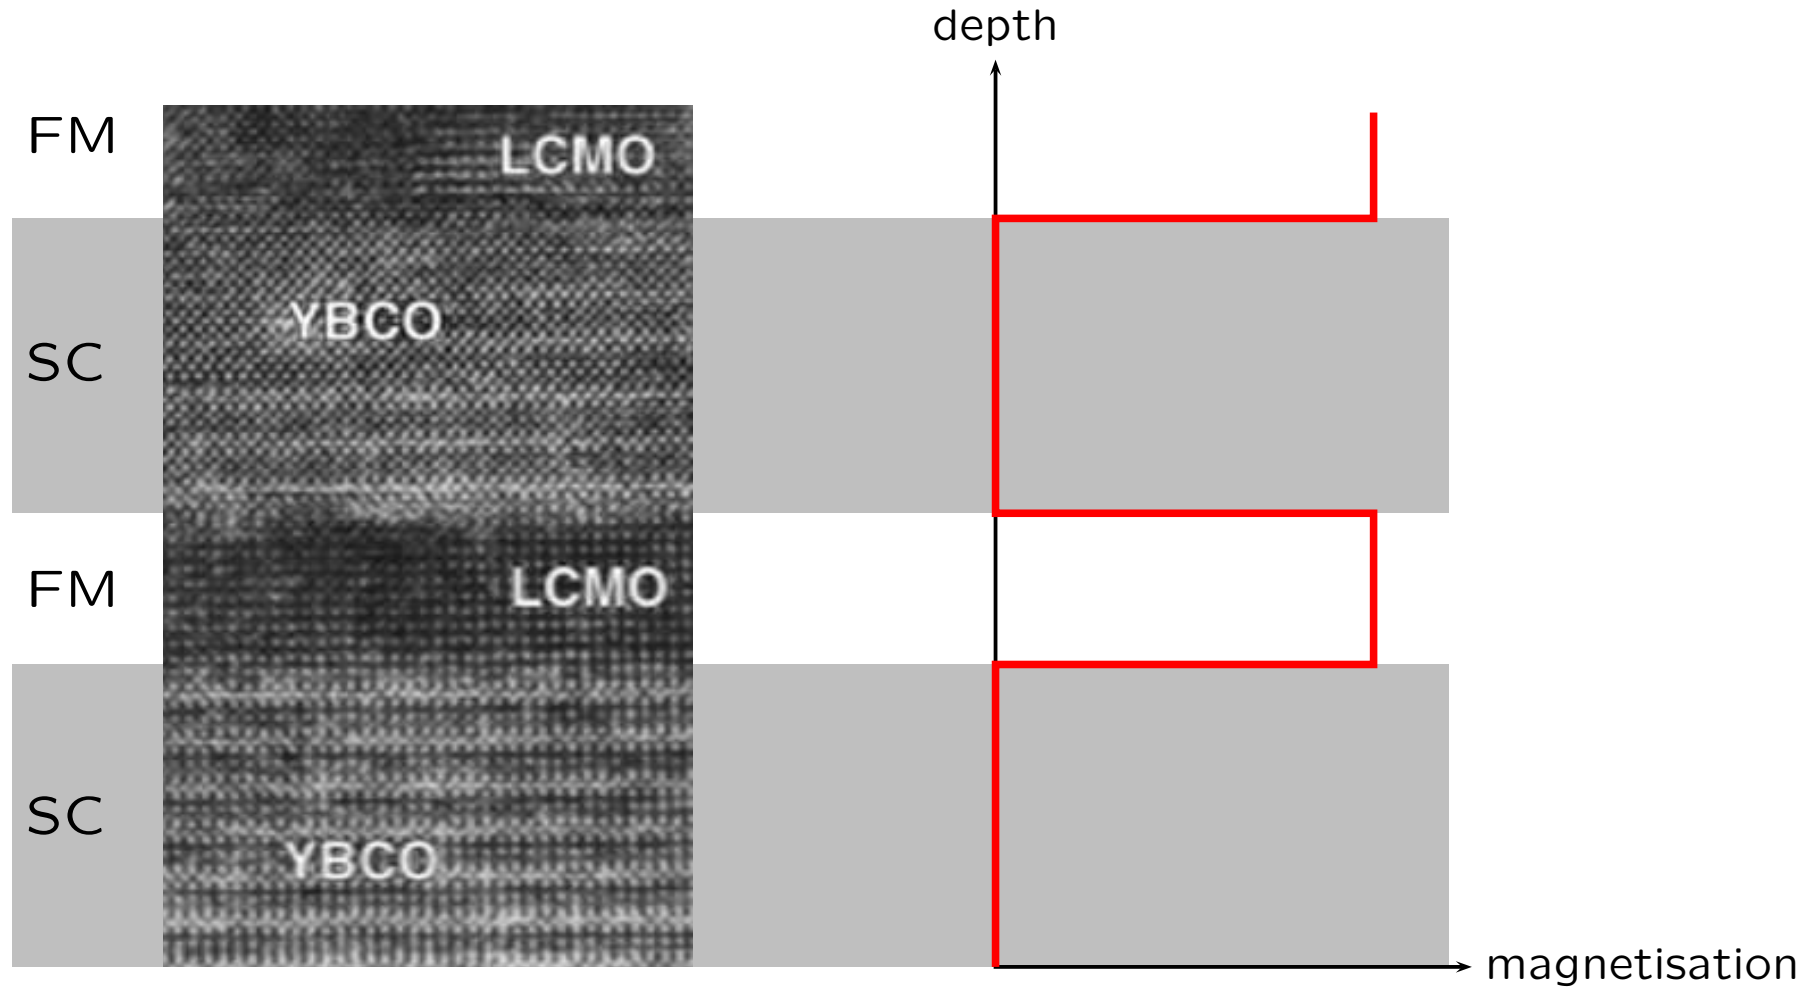 depth
FM
LCMO
YBCO
SC
FM
LCMO
SC
YBCO
magnetisation